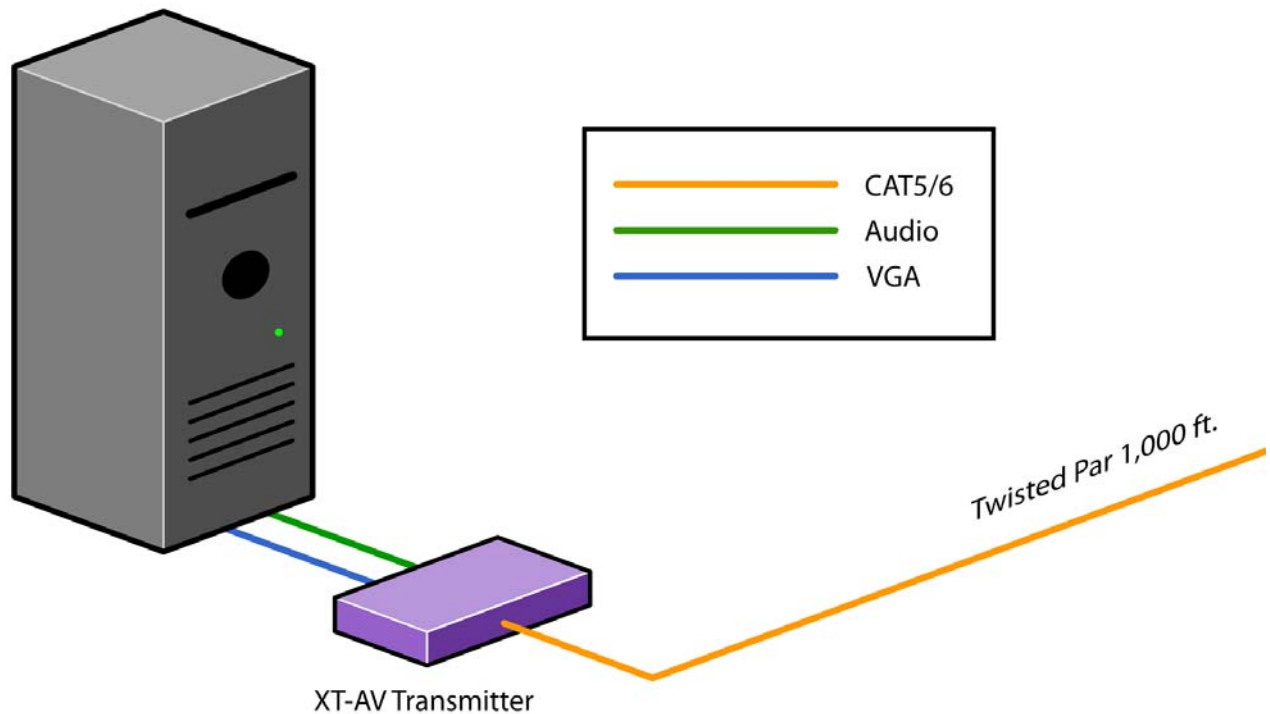 CAT5/6
Audio
VGA
Twisted Par 1,000 ft.
XT-AV Transmitter